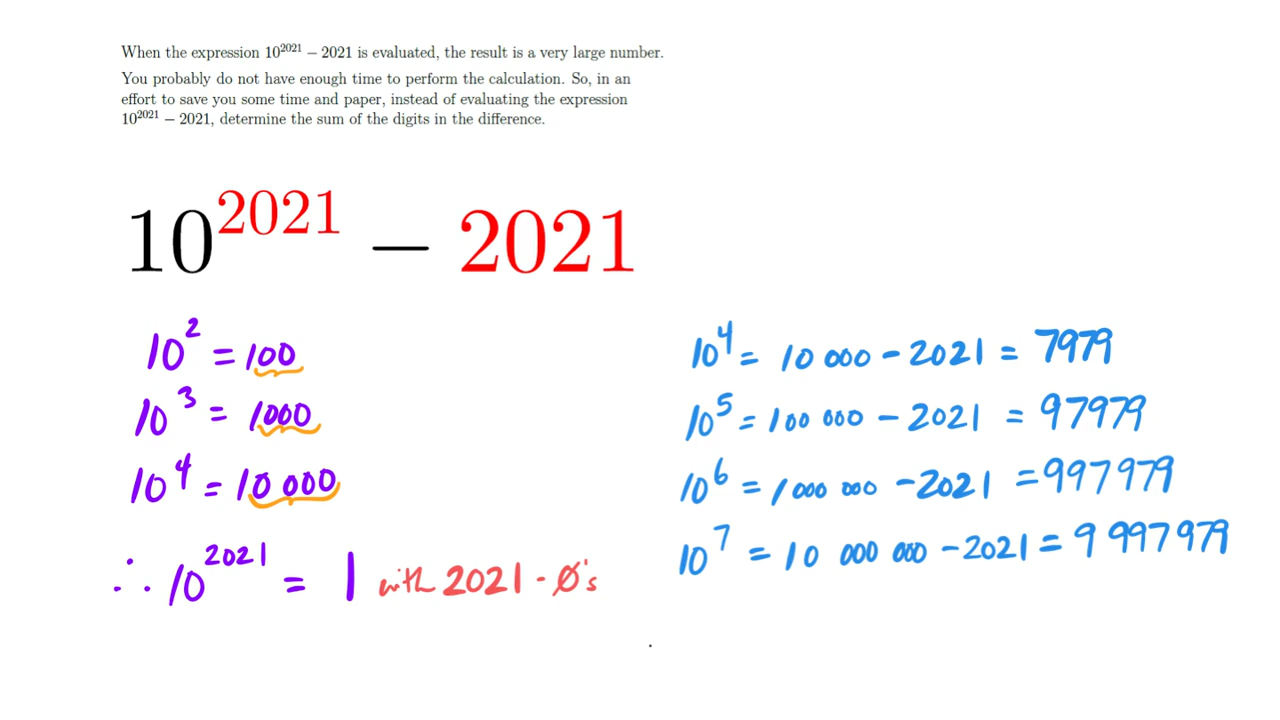 When the expression 10^2021 − 2021 is evaluated, the result is a very large number.
You probably do not have enough time to perform the calculation. So, in an
effort to save you some time and paper, instead of evaluating the expression
10^2021 − 2021, determine the sum of the digits in the difference.
10^2021 − 2021
10^2 = 100
10^3 = 1000
10^4 = 10 000
∴ 10^2021 = 1 with 2021 - 0's
10^4 = 10 000 - 2021 = 7979
10^5 = 100 000 - 2021 = 97979
10^6 = 1 000 000 - 2021 = 997979
10^7 = 10 000 000 - 2021 = 9 997 979